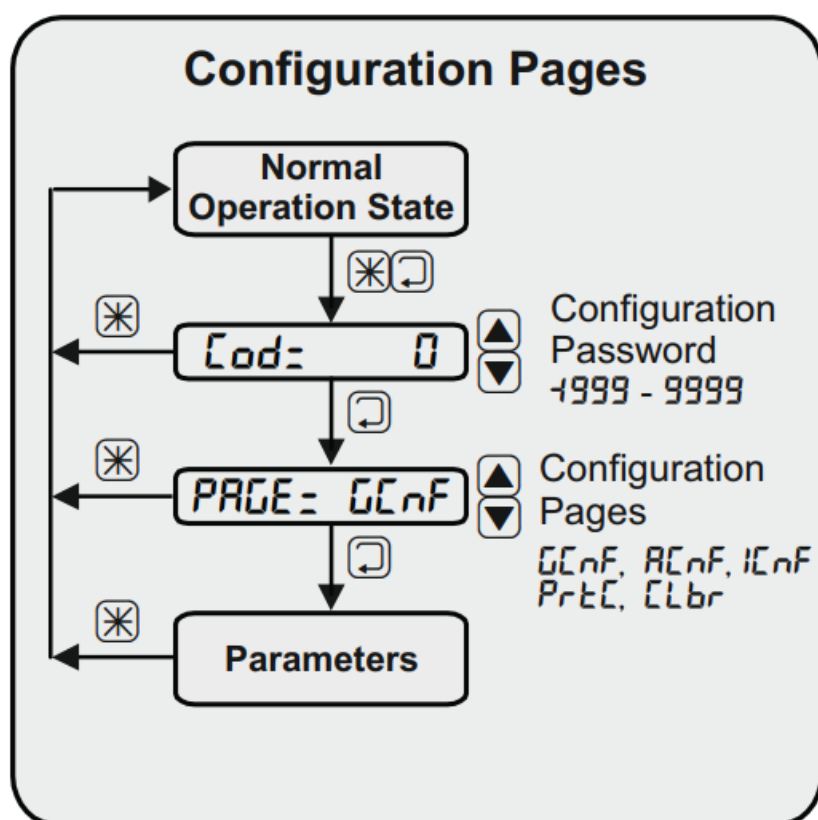 Configuration Pages
Normal
Operation State
Cod= 0
Configuration
Password
-1999 - 9999
PAGE= GCnF
Configuration
Pages
GCnF, ACnF, ICnF
PrtC, CLbr
Parameters